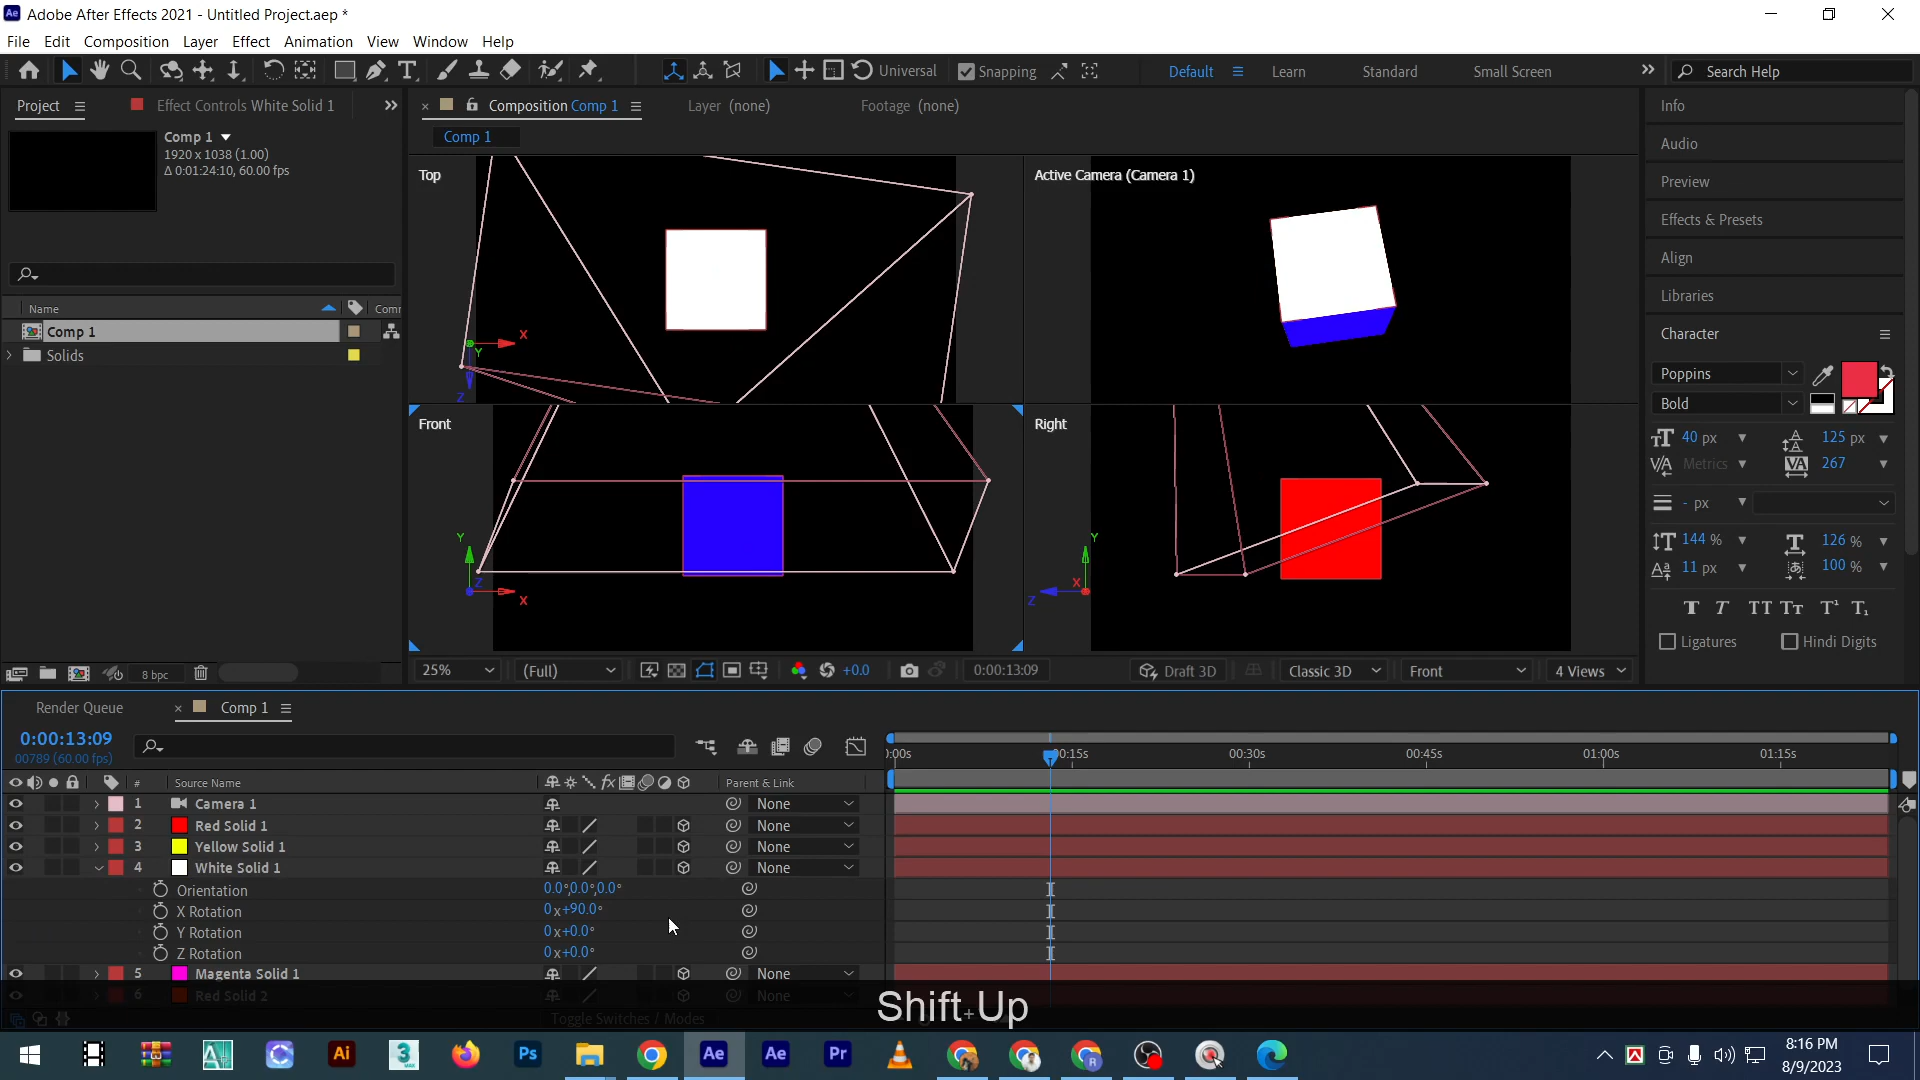 Adobe After Effects 2021 - Untitled Project.aep *
File Edit Composition Layer Effect Animation View Window Help
Universal Snapping Default Learn Standard Small Screen Search Help
Project Effect Controls White Solid 1 Composition Comp 1 Layer (none) Footage (none) Info
Comp 1
1920 x 1038 (1.00)
Δ 0:01:24:10, 60.00 fps
Comp 1
Audio
Top Active Camera (Camera 1) Preview
Effects & Presets
Align
Name Comm Libraries
Comp 1 Character
Solids
X
Y
Z
Poppins
Bold
Front Right
40 px 125 px
Metrics 267
- px
Y X Z Y X Z
144 % 126 %
11 px 100 %
Ligatures Hindi Digits
8 bpc 25% (Full) +0.0 0:00:13:09 Draft 3D Classic 3D Front 4 Views
Render Queue Comp 1
0:00:13:09
00789 (60.00 fps)
):00s 00:15s 00:30s 00:45s 01:00s 01:15s
# Source Name Parent & Link
1 Camera 1 None
2 Red Solid 1 None
3 Yellow Solid 1 None
4 White Solid 1 None
Orientation 0.0°,0.0°,0.0°
X Rotation 0x+90.0°
Y Rotation 0x+0.0°
Z Rotation 0x+0.0°
5 Magenta Solid 1 None
6 Red Solid 2 None
Shift+Up
Toggle Switches / Modes
8:16 PM
8/9/2023